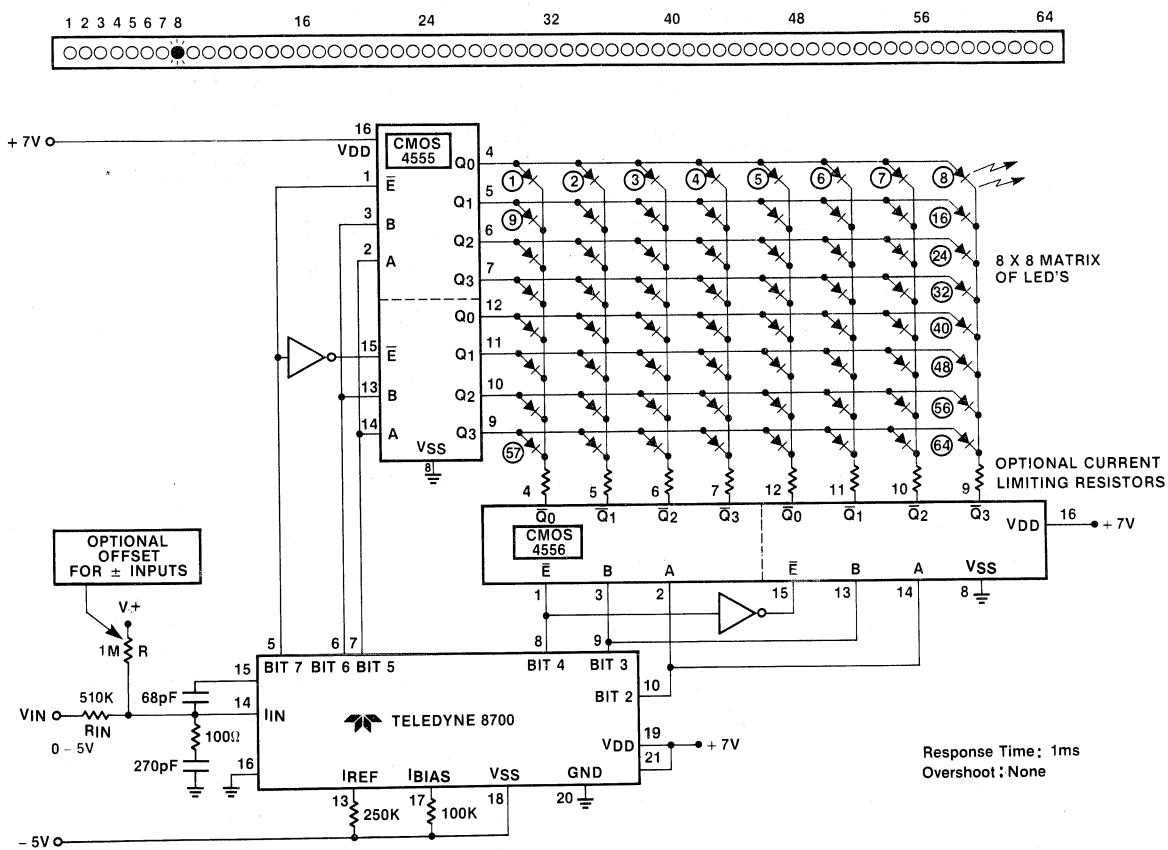 1 2 3 4 5 6 7 8 16 24 32 40 48 56 64
+ 7V
16
VDD
CMOS
4555
1 E̅
3 B
2 A
15 E̅
13 B
14 A
VSS
8
Q0 4
Q1 5
Q2 6
Q3 7
Q0 12
Q1 11
Q2 10
Q3 9
1 2 3 4 5 6 7 8
9 16
24
32
40
48
56
57 64
8 X 8 MATRIX
OF LED'S
OPTIONAL CURRENT
LIMITING RESISTORS
4 5 6 7 12 11 10 9
Q̅0 Q̅1 Q̅2 Q̅3 Q̅0 Q̅1 Q̅2 Q̅3
CMOS
4556
VDD 16 + 7V
E̅ B A E̅ B A VSS
1 3 2 15 13 14 8
OPTIONAL
OFFSET
FOR ± INPUTS
V+
1M R
5 6 7 8 9
BIT 7 BIT 6 BIT 5 BIT 4 BIT 3
BIT 2 10
15
68pF
510K
VIN
RIN
0 – 5V
14 IIN
100Ω
270pF
16
TELEDYNE 8700
VDD 19 + 7V
21
IREF IBIAS VSS GND
13 17 18 20
250K 100K
– 5V
Response Time: 1ms
Overshoot: None